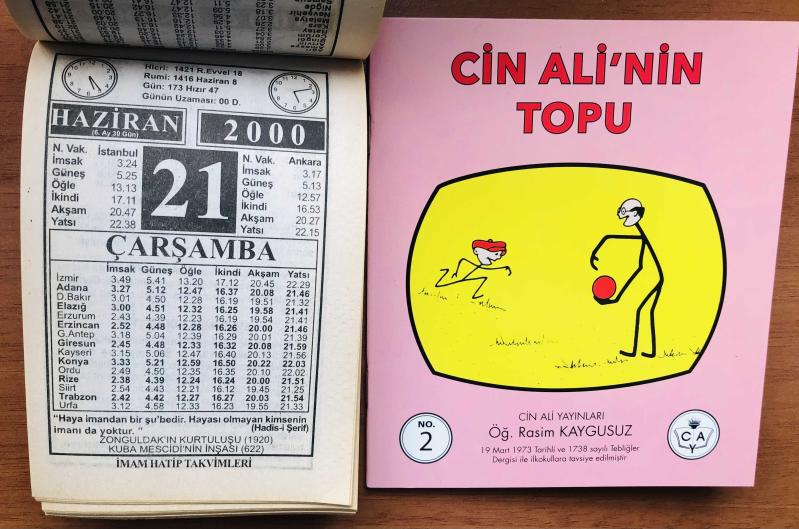 Hicri: 1421 R.Evvel 18
Rumi: 1416 Haziran 8
Gün: 173 Hızır 47
Günün Uzaması: 00 D.
HAZİRAN
(6. Ay 30 Gün)
2000
N. Vak. İstanbul
İmsak 3.24
Güneş 5.25
Öğle 13.13
İkindi 17.11
Akşam 20.47
Yatsı 22.38
21
N. Vak. Ankara
İmsak 3.17
Güneş 5.13
Öğle 12.57
İkindi 16.53
Akşam 20.27
Yatsı 22.15
ÇARŞAMBA
İmsak Güneş Öğle İkindi Akşam Yatsı
İzmir 3.49 5.41 13.20 17.12 20.45 22.29
Adana 3.27 5.12 12.47 16.37 20.08 21.46
D.Bakır 3.01 4.50 12.28 16.19 19.51 21.32
Elazığ 3.00 4.51 12.32 16.25 19.58 21.41
Erzurum 2.43 4.39 12.23 16.19 19.54 21.41
Erzincan 2.52 4.48 12.28 16.26 20.00 21.46
G.Antep 3.18 5.04 12.39 16.29 20.01 21.39
Giresun 2.45 4.48 12.33 16.32 20.08 21.59
Kayseri 3.15 5.06 12.47 16.40 20.13 21.56
Konya 3.33 5.21 12.59 16.50 20.22 22.03
Ordu 2.49 4.50 12.35 16.35 20.10 22.02
Rize 2.38 4.39 12.24 16.24 20.00 21.51
Siirt 2.54 4.43 12.21 16.12 19.45 21.25
Trabzon 2.42 4.42 12.27 16.27 20.03 21.54
Urfa 3.12 4.58 12.33 16.23 19.55 21.33
"Haya imandan bir şu'bedir. Hayası olmayan kimsenin
imanı da yoktur. " (Hadis-i Şerif)
ZONGULDAK'IN KURTULUŞU (1920)
KUBA MESCİDİ'NİN İNŞASI (622)
İMAM HATİP TAKVİMLERİ
CİN ALİ'NİN
TOPU
NO.
2
CİN ALİ YAYINLARI
Öğ. Rasim KAYGUSUZ
19 Mart 1973 Tarihli ve 1738 sayılı Tebliğler
Dergisi ile ilkokullara tavsiye edilmiştir
C A Y